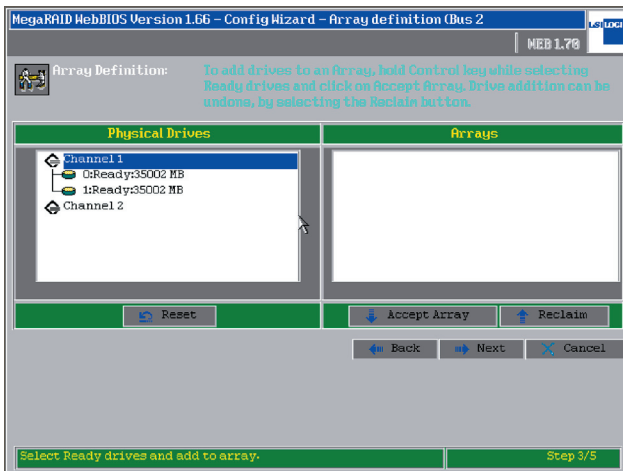 MegaRAID WebBIOS Version 1.66 - Config Wizard - Array definition (Bus 2
LSI LOGI
WEB 1.70
Array Definition:
To add drives to an Array, hold Control key while selecting
Ready drives and click on Accept Array. Drive addition can be
undone, by selecting the Reclaim button.
Physical Drives
Arrays
Channel 1
0:Ready:35002 MB
1:Ready:35002 MB
Channel 2
Reset
Accept Array
Reclaim
Back
Next
Cancel
Select Ready drives and add to array.
Step 3/5